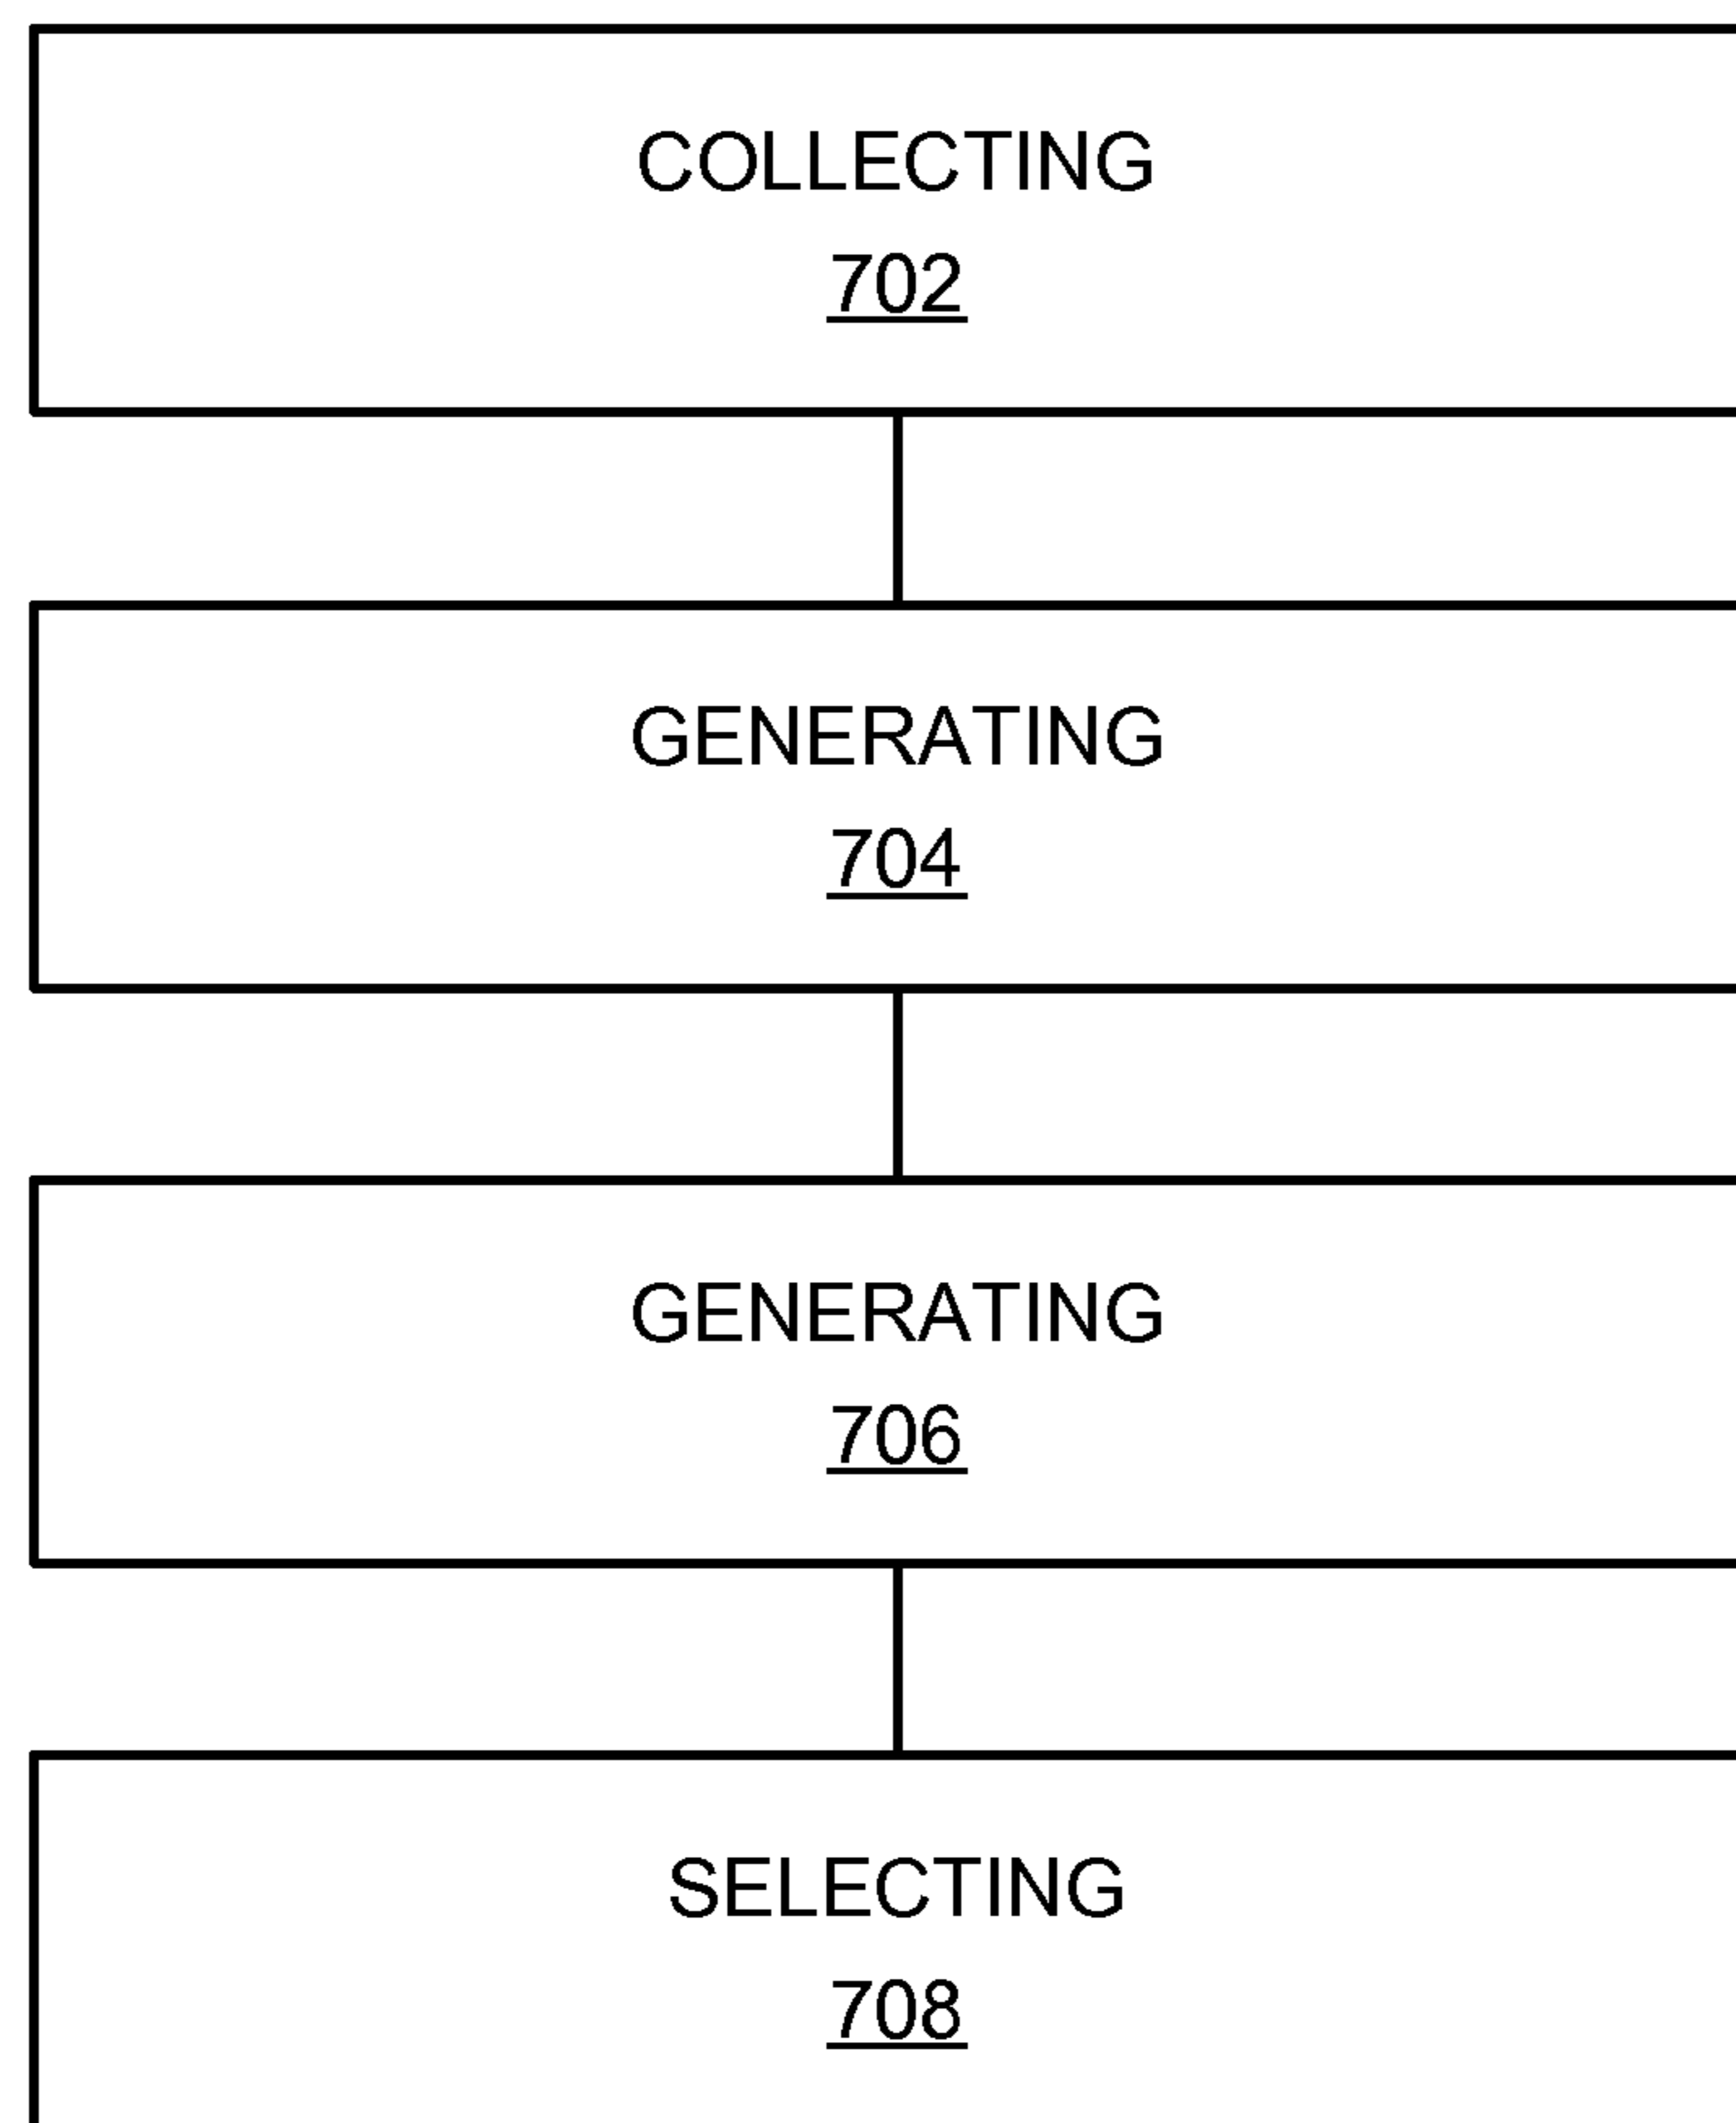 COLLECTING
702
GENERATING
704
GENERATING
706
SELECTING
708